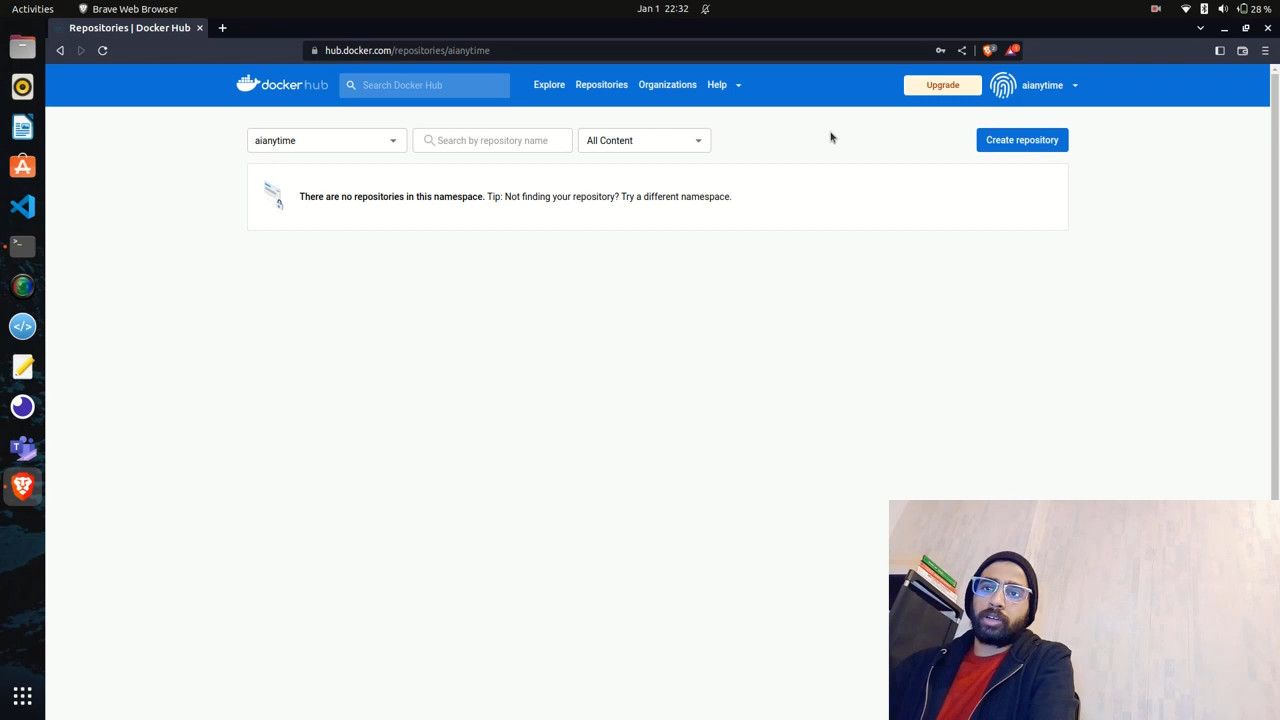 Activities
Brave Web Browser
Jan 1 22:32
28 %
Repositories | Docker Hub
hub.docker.com/repositories/aianytime
docker hub
Search Docker Hub
Explore
Repositories
Organizations
Help
Upgrade
aianytime
aianytime
Search by repository name
All Content
Create repository
There are no repositories in this namespace. Tip: Not finding your repository? Try a different namespace.